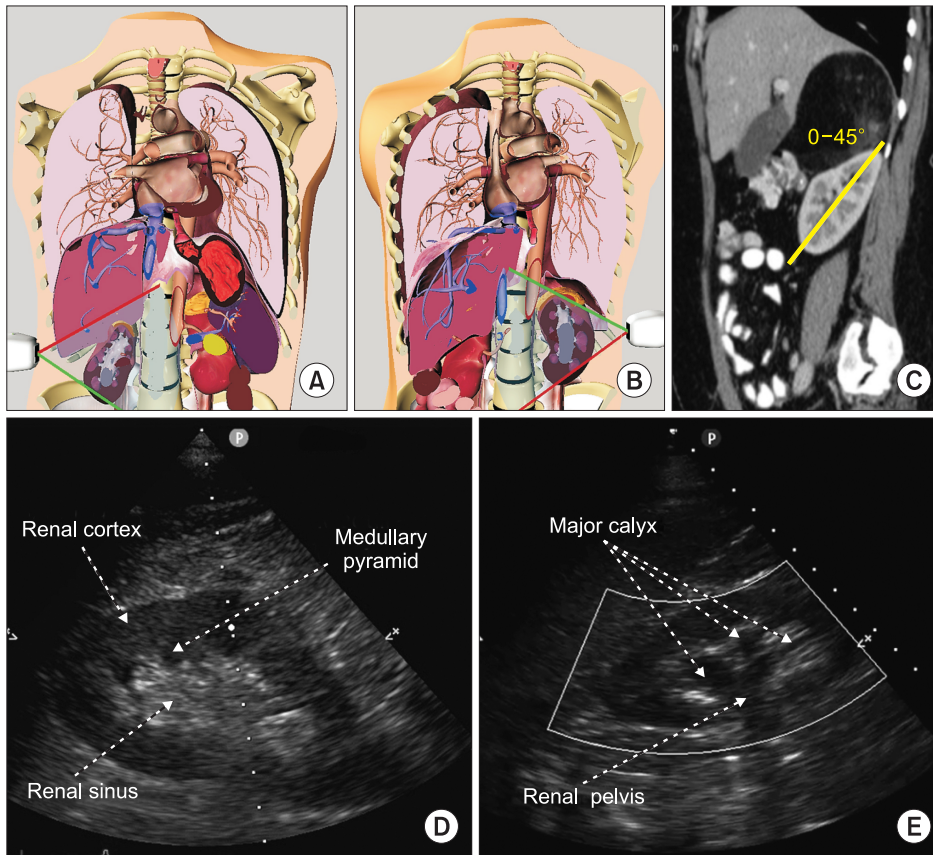 A
B
0–45°
C
P
Renal cortex
Medullary
pyramid
Renal sinus
D
P
Major calyx
Renal pelvis
E